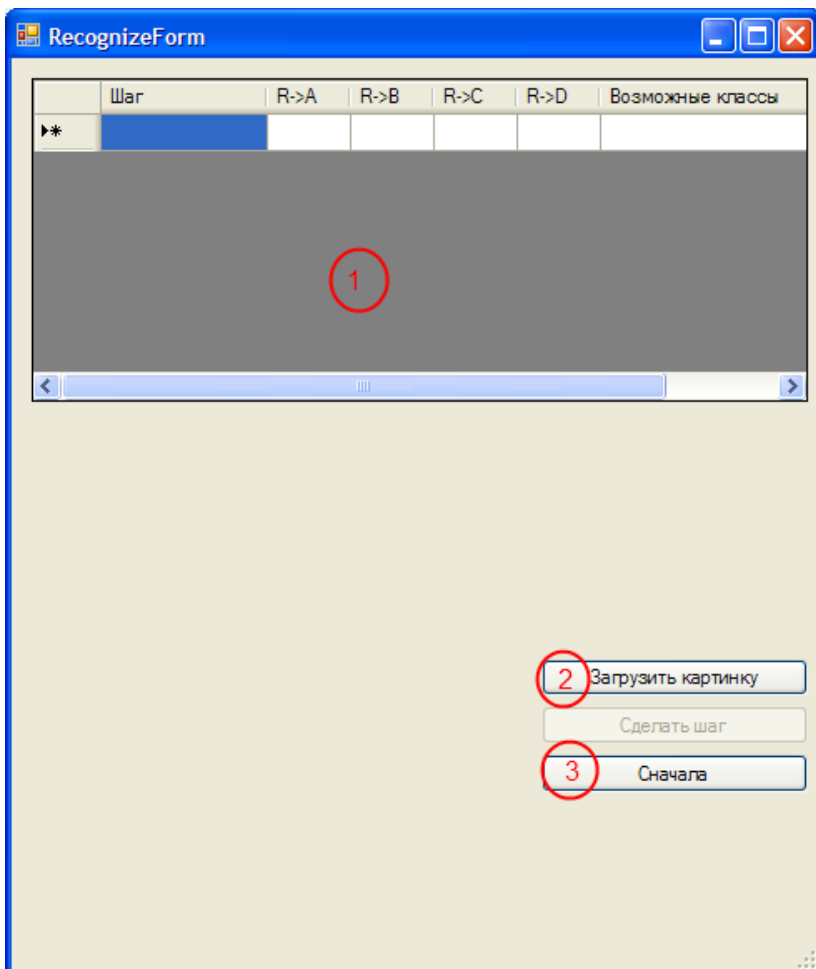 RecognizeForm
Шаг R->A R->B R->C R->D Возможные классы
1
2 Загрузить картинку
Сделать шаг
3 Сначала